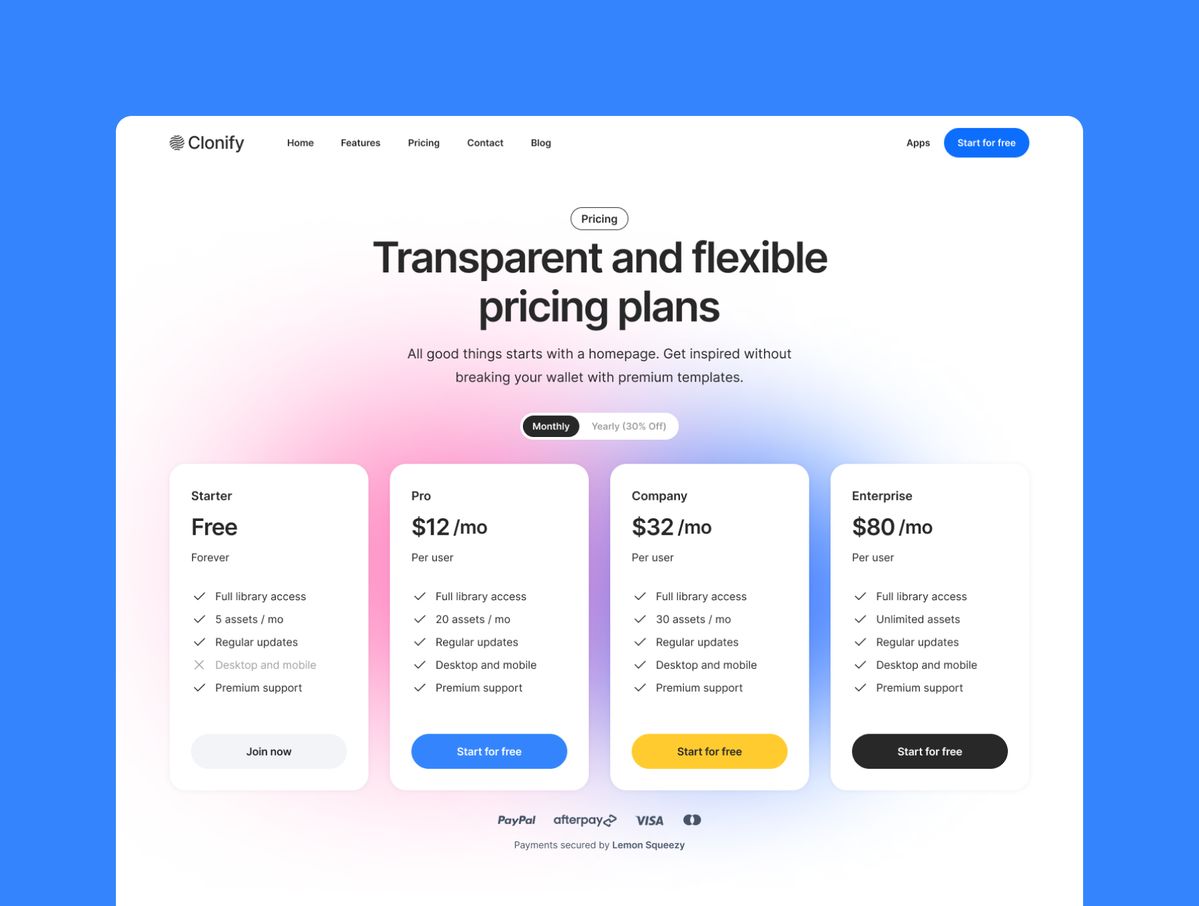 Clonify
Home
Features
Pricing
Contact
Blog
Apps
Start for free
Pricing
Transparent and flexible
pricing plans
All good things starts with a homepage. Get inspired without
breaking your wallet with premium templates.
Monthly
Yearly (30% Off)
Starter
Free
Forever
Full library access
5 assets / mo
Regular updates
Desktop and mobile
Premium support
Join now
Pro
$12 /mo
Per user
Full library access
20 assets / mo
Regular updates
Desktop and mobile
Premium support
Start for free
Company
$32 /mo
Per user
Full library access
30 assets / mo
Regular updates
Desktop and mobile
Premium support
Start for free
Enterprise
$80 /mo
Per user
Full library access
Unlimited assets
Regular updates
Desktop and mobile
Premium support
Start for free
PayPal
afterpay
VISA
Payments secured by Lemon Squeezy